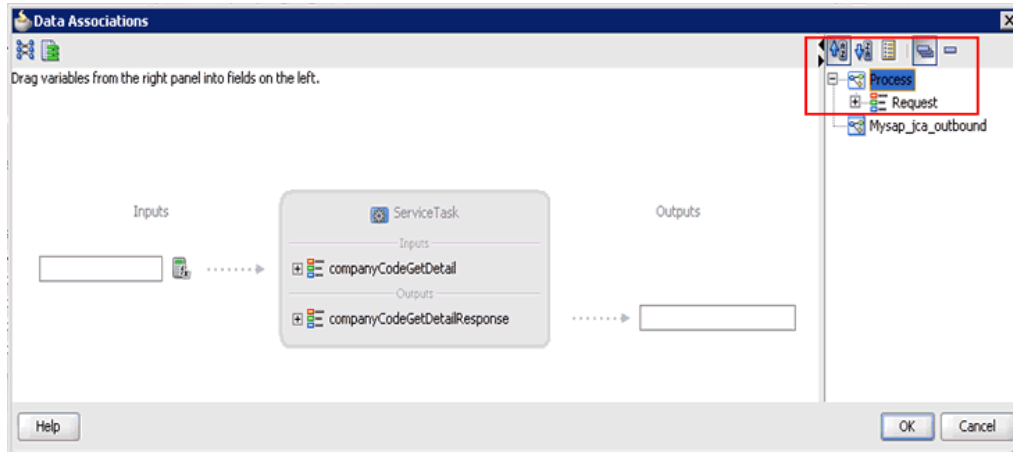 Data Associations
Drag variables from the right panel into fields on the left.
Process
Request
Mysap_jca_outbound
Inputs
ServiceTask
Outputs
Inputs
companyCodeGetDetail
Outputs
companyCodeGetDetailResponse
Help
OK
Cancel